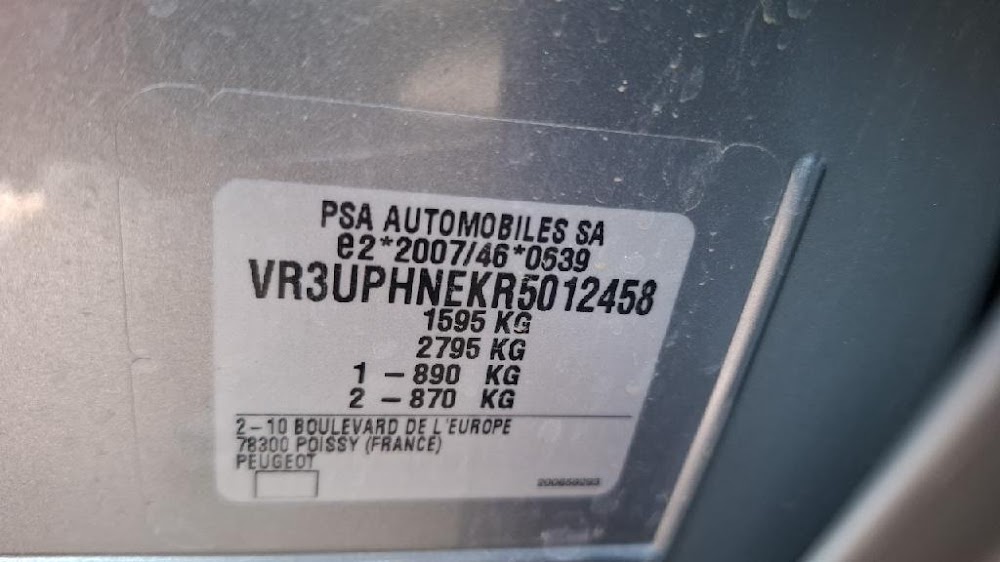 PSA AUTOMOBILES SA
e2*2007/46*0639
VR3UPHNEKR5012458
1595 KG
2795 KG
1 – 890 KG
2 – 870 KG
2 – 10 BOULEVARD DE L'EUROPE
78300 POISSY (FRANCE)
PEUGEOT